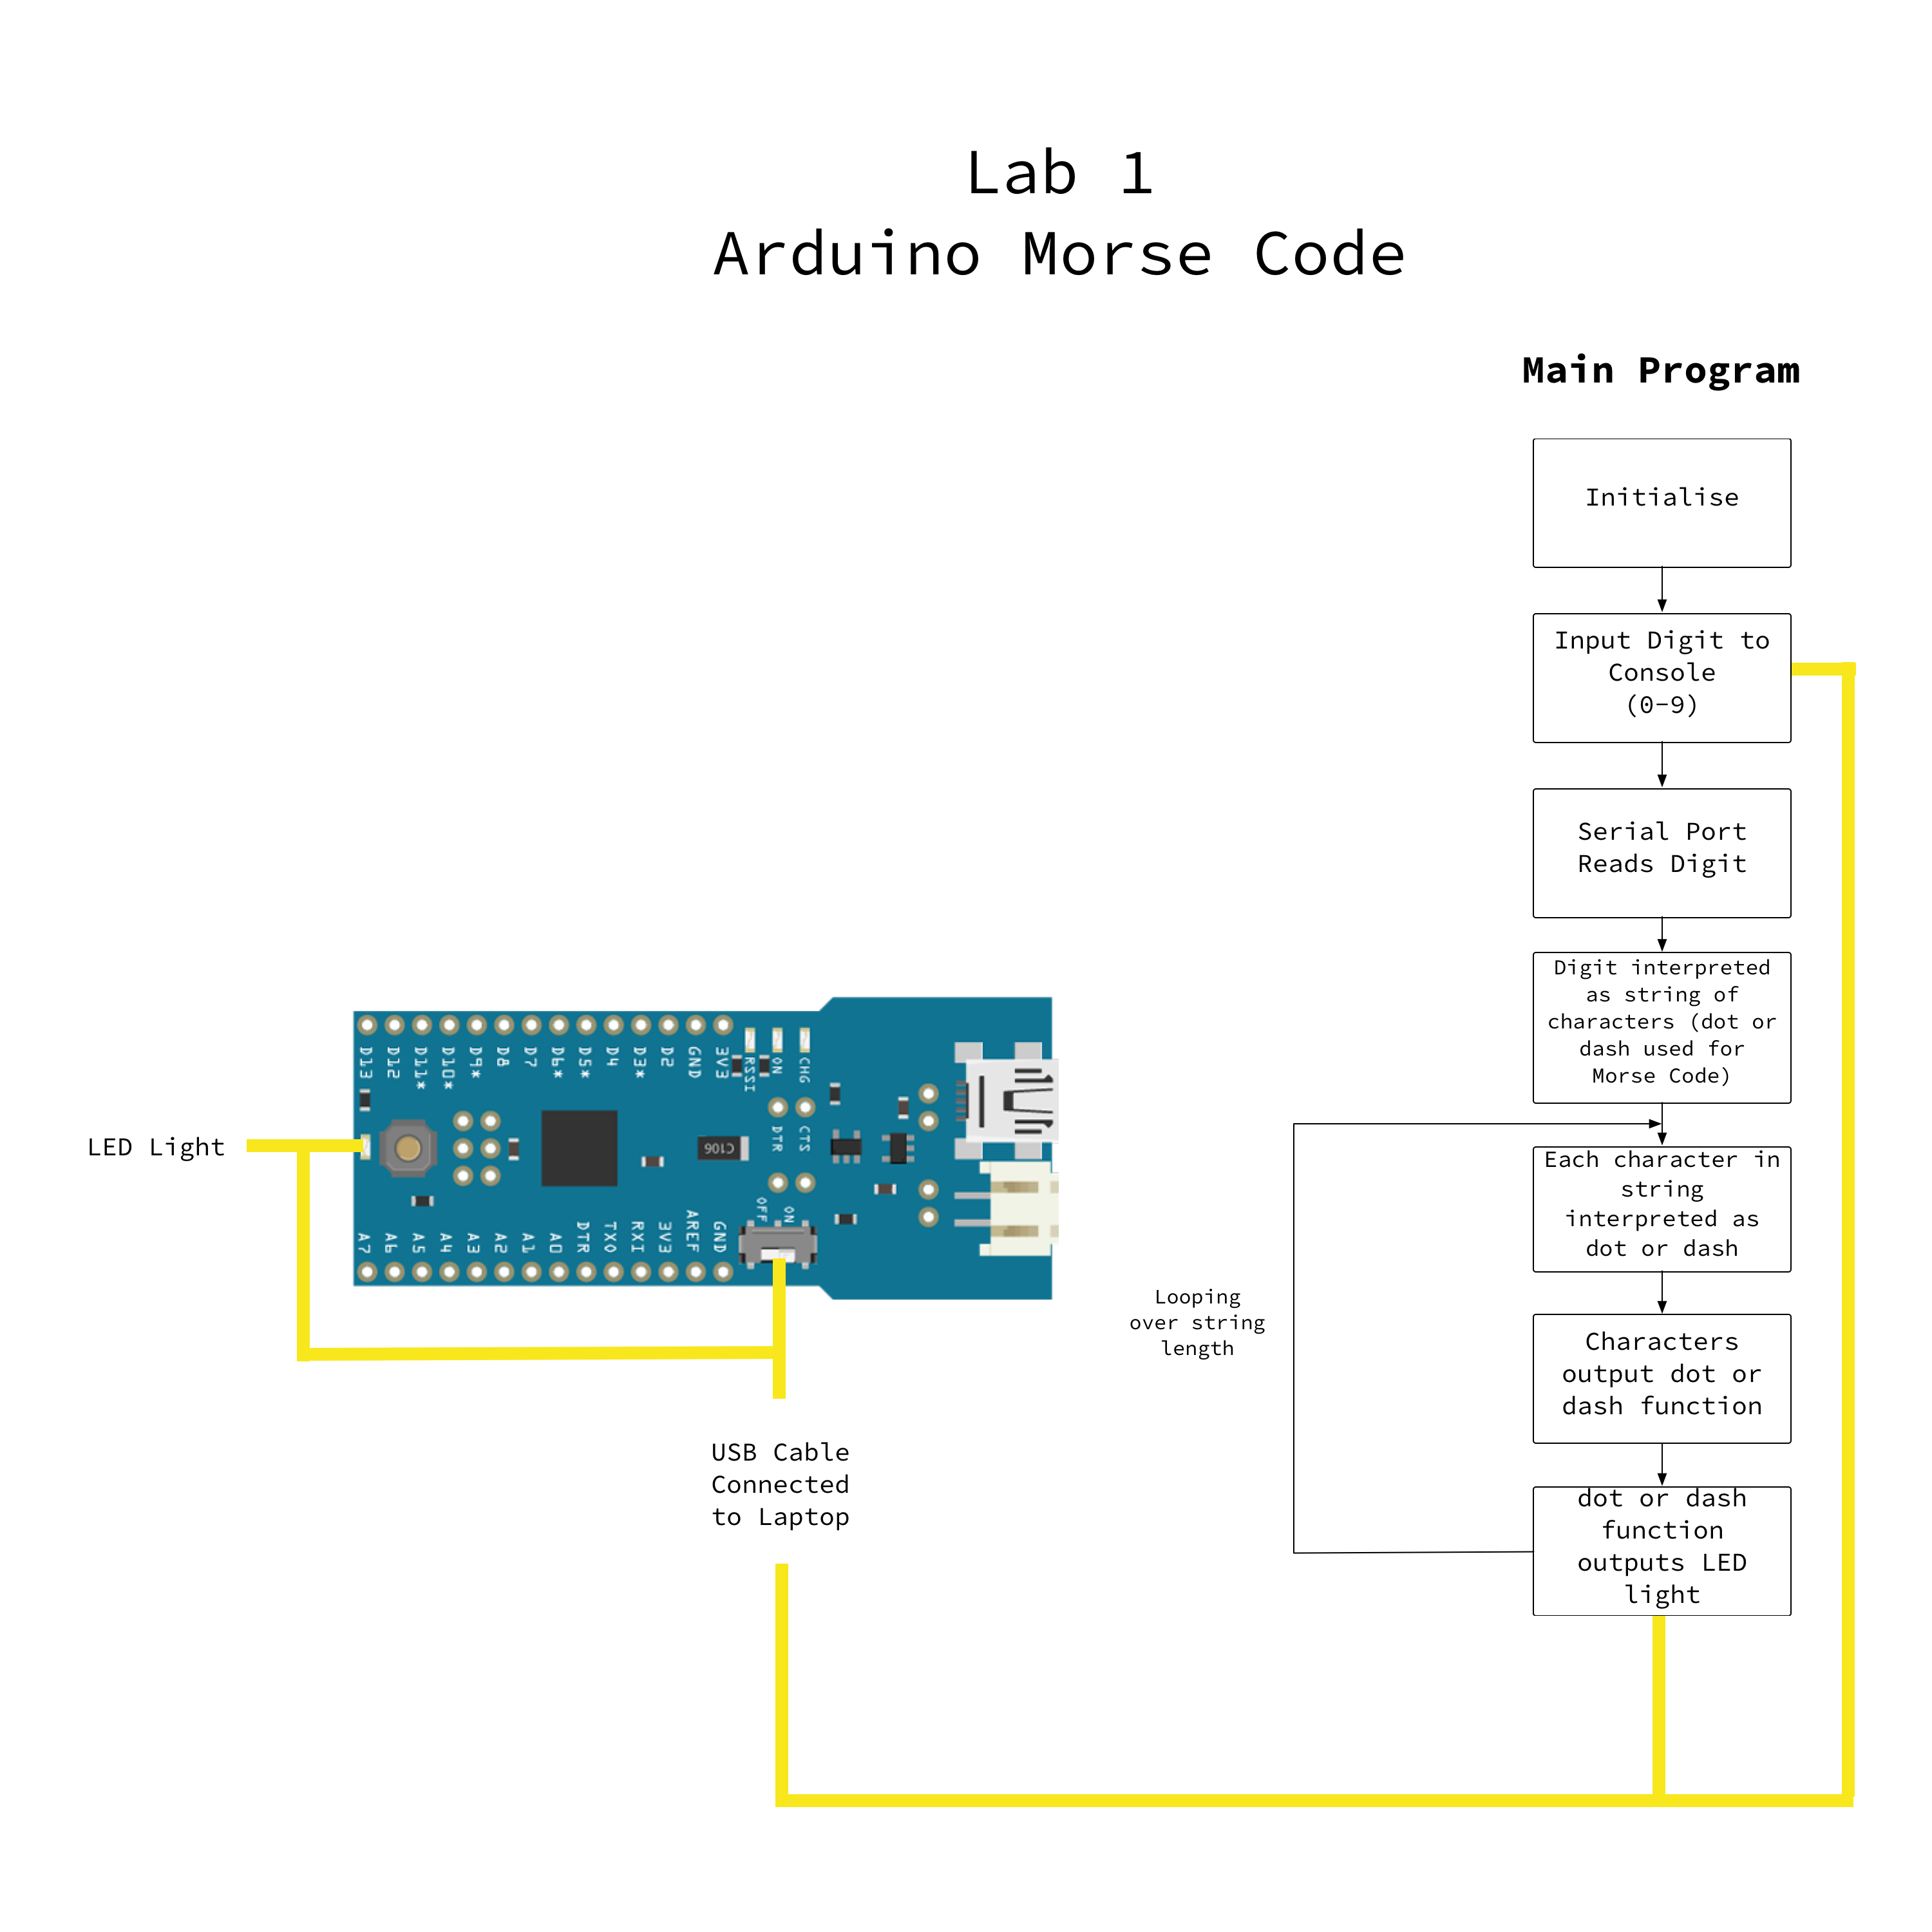 Lab 1
Arduino Morse Code
Main Program
Initialise
Input Digit to
Console
(0-9)
Serial Port
Reads Digit
Digit interpreted
as string of
characters (dot or
dash used for
Morse Code)
Each character in
string
interpreted as
dot or dash
Characters
output dot or
dash function
dot or dash
function
outputs LED
light
Looping
over string
length
LED Light
D13
D12
D11*
D10*
D9*
D8
D7
D6*
D5*
D4
D3*
D2
GND
3V3
RSSI
ON
CHG
DTR
CTS
C106
OFF
ON
A7
A6
A5
A4
A3
A2
A1
A0
DTR
TXO
RXI
3V3
AREF
GND
USB Cable
Connected
to Laptop